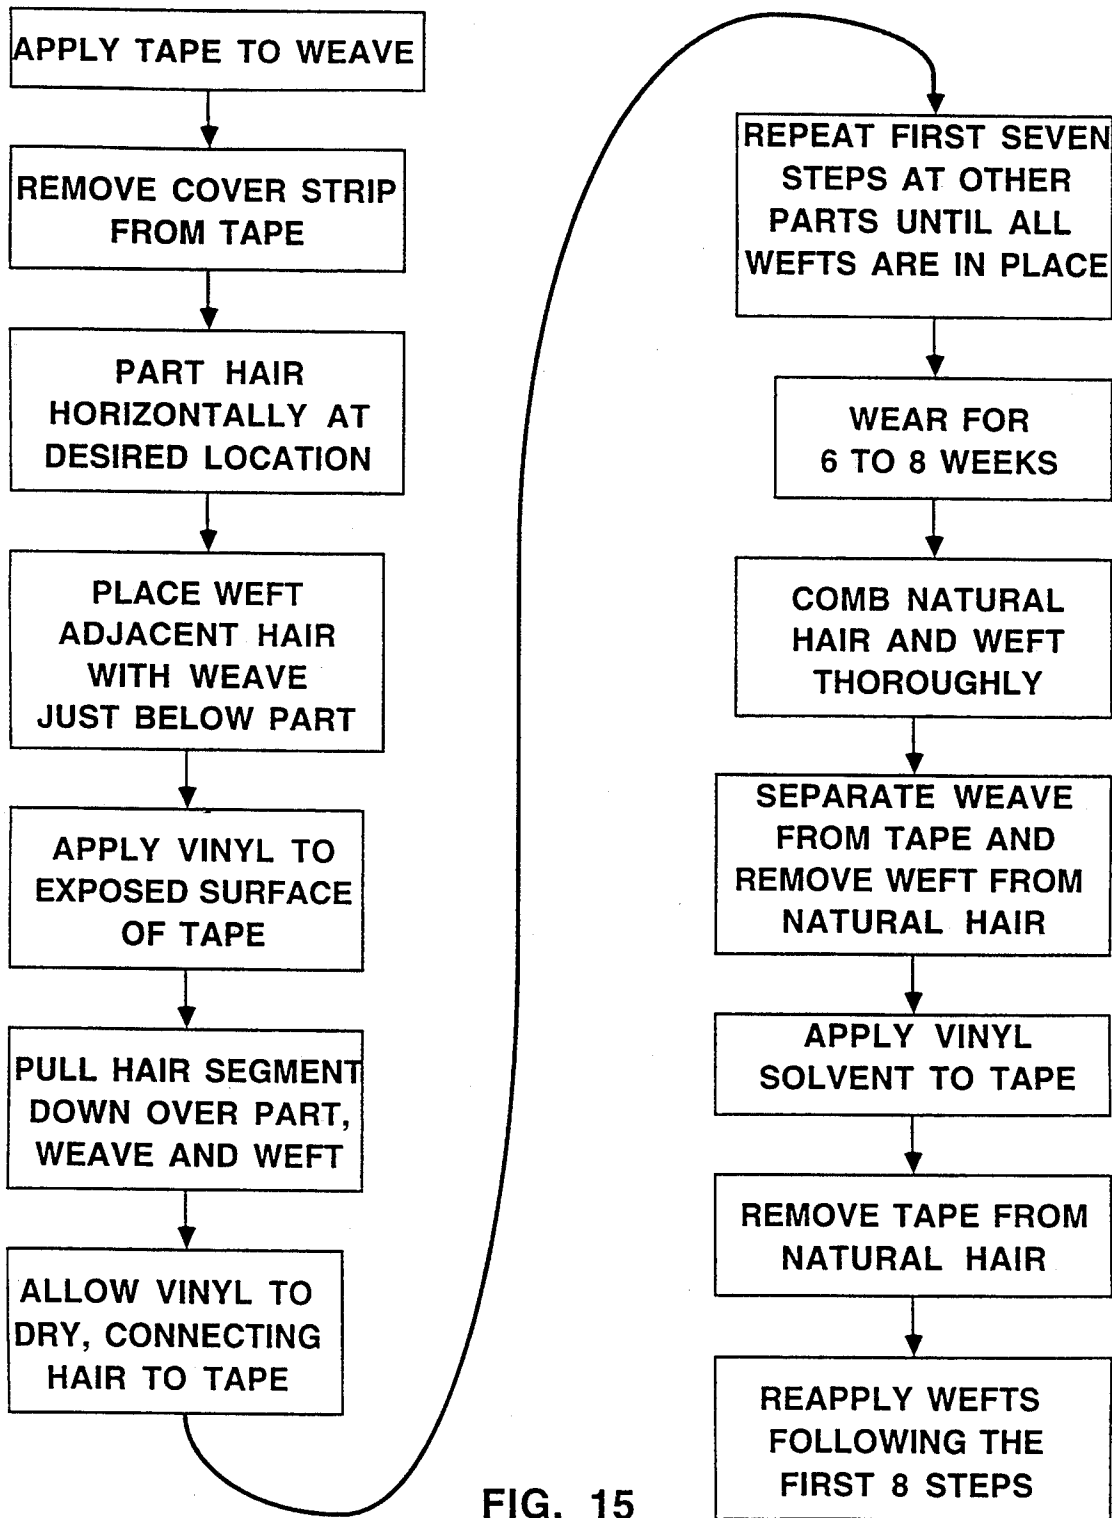 APPLY TAPE TO WEAVE
REMOVE COVER STRIP
FROM TAPE
PART HAIR
HORIZONTALLY AT
DESIRED LOCATION
PLACE WEFT
ADJACENT HAIR
WITH WEAVE
JUST BELOW PART
APPLY VINYL TO
EXPOSED SURFACE
OF TAPE
PULL HAIR SEGMENT
DOWN OVER PART,
WEAVE AND WEFT
ALLOW VINYL TO
DRY, CONNECTING
HAIR TO TAPE
REPEAT FIRST SEVEN
STEPS AT OTHER
PARTS UNTIL ALL
WEFTS ARE IN PLACE
WEAR FOR
6 TO 8 WEEKS
COMB NATURAL
HAIR AND WEFT
THOROUGHLY
SEPARATE WEAVE
FROM TAPE AND
REMOVE WEFT FROM
NATURAL HAIR
APPLY VINYL
SOLVENT TO TAPE
REMOVE TAPE FROM
NATURAL HAIR
REAPPLY WEFTS
FOLLOWING THE
FIRST 8 STEPS
FIG. 15